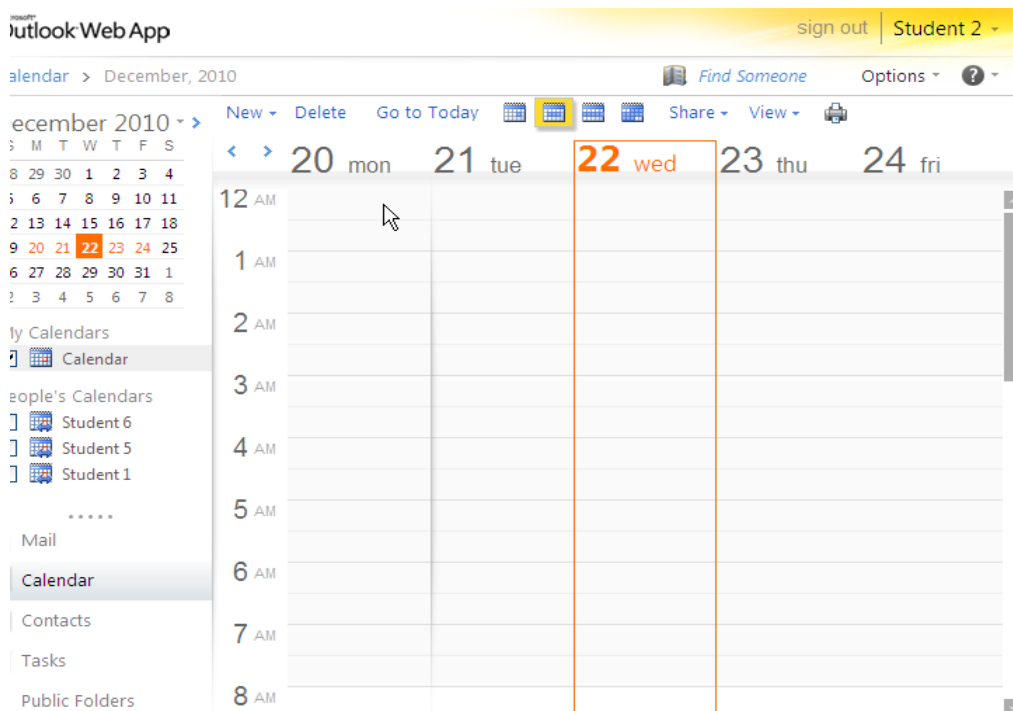 Outlook Web App
sign out Student 2
alendar > December, 2010
Find Someone Options ?
ecember 2010
New Delete Go to Today Share View
S M T W T F S
8 29 30 1 2 3 4
5 6 7 8 9 10 11
2 13 14 15 16 17 18
9 20 21 22 23 24 25
6 27 28 29 30 31 1
2 3 4 5 6 7 8
My Calendars
Calendar
eople's Calendars
Student 6
Student 5
Student 1
Mail
Calendar
Contacts
Tasks
Public Folders
20 mon 21 tue 22 wed 23 thu 24 fri
12 AM
1 AM
2 AM
3 AM
4 AM
5 AM
6 AM
7 AM
8 AM